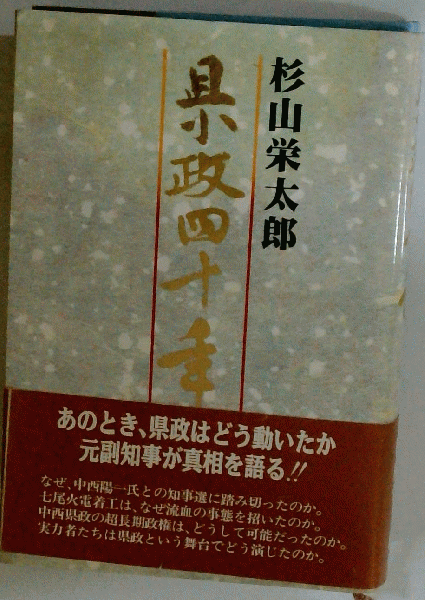 杉山栄太郎
県政四十年
あのとき、県政はどう動いたか
元副知事が真相を語る!!
なぜ、中西陽一氏との知事選に踏み切ったのか。
七尾火電着工は、なぜ流血の事態を招いたのか。
中西県政の超長期政権は、どうして可能だったのか。
実力者たちは県政という舞台でどう演じたのか。